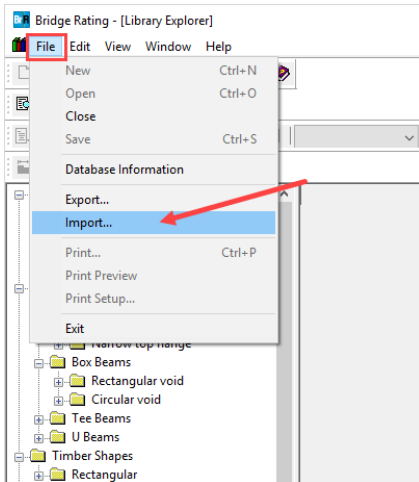 BrR Bridge Rating - [Library Explorer]
File Edit View Window Help
New Ctrl+N
Open Ctrl+O
Close
Save Ctrl+S
Database Information
Export...
Import...
Print... Ctrl+P
Print Preview
Print Setup...
Exit
Narrow top flange
Box Beams
Rectangular void
Circular void
Tee Beams
U Beams
Timber Shapes
Rectangular